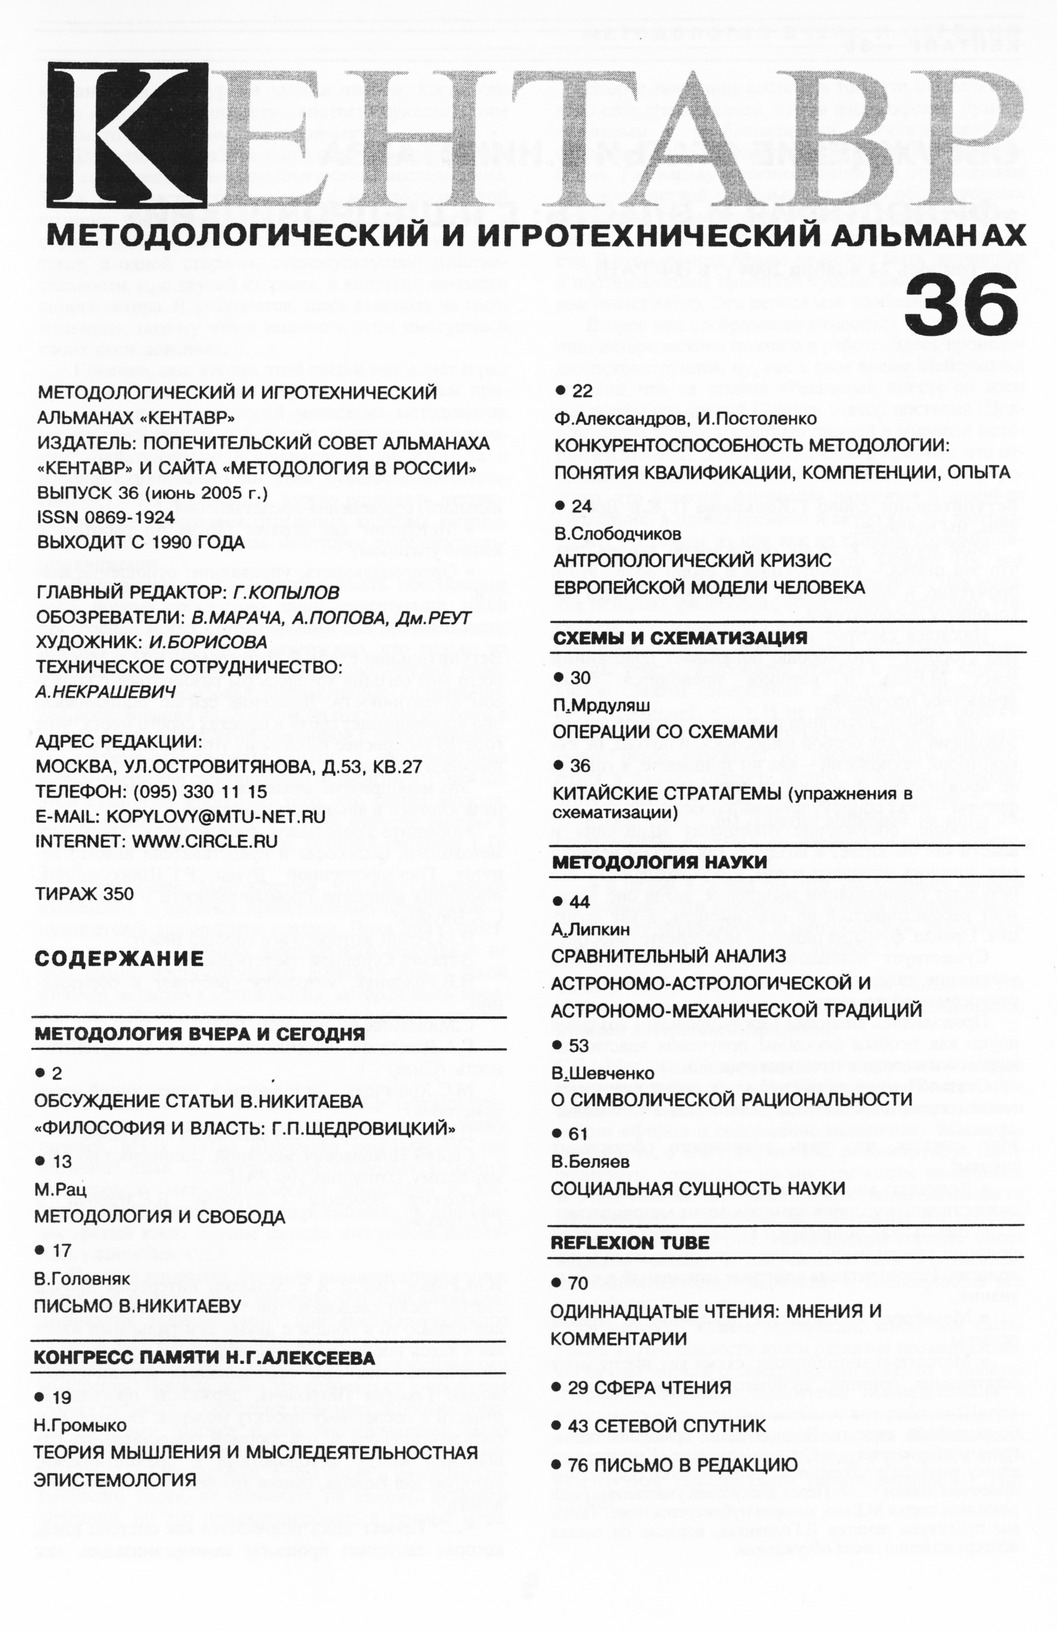 КЕНТАВР
МЕТОДОЛОГИЧЕСКИЙ И ИГРОТЕХНИЧЕСКИЙ АЛЬМАНАХ
36
МЕТОДОЛОГИЧЕСКИЙ И ИГРОТЕХНИЧЕСКИЙ
АЛЬМАНАХ «КЕНТАВР»
ИЗДАТЕЛЬ: ПОПЕЧИТЕЛЬСКИЙ СОВЕТ АЛЬМАНАХА
«КЕНТАВР» И САЙТА «МЕТОДОЛОГИЯ В РОССИИ»
ВЫПУСК 36 (июнь 2005 г.)
ISSN 0869-1924
ВЫХОДИТ С 1990 ГОДА
ГЛАВНЫЙ РЕДАКТОР: Г.КОПЫЛОВ
ОБОЗРЕВАТЕЛИ: В.МАРАЧА, А.ПОПОВА, Дм.РЕУТ
ХУДОЖНИК: И.БОРИСОВА
ТЕХНИЧЕСКОЕ СОТРУДНИЧЕСТВО:
А.НЕКРАШЕВИЧ
АДРЕС РЕДАКЦИИ:
МОСКВА, УЛ.ОСТРОВИТЯНОВА, Д.53, КВ.27
ТЕЛЕФОН: (095) 330 11 15
E-MAIL: KOPYLOVY@MTU-NET.RU
INTERNET: WWW.CIRCLE.RU
ТИРАЖ 350
СОДЕРЖАНИЕ
МЕТОДОЛОГИЯ ВЧЕРА И СЕГОДНЯ
● 2
ОБСУЖДЕНИЕ СТАТЬИ В.НИКИТАЕВА
«ФИЛОСОФИЯ И ВЛАСТЬ: Г.П.ЩЕДРОВИЦКИЙ»
● 13
М.Рац
МЕТОДОЛОГИЯ И СВОБОДА
● 17
В.Головняк
ПИСЬМО В.НИКИТАЕВУ
КОНГРЕСС ПАМЯТИ Н.Г.АЛЕКСЕЕВА
● 19
Н.Громыко
ТЕОРИЯ МЫШЛЕНИЯ И МЫСЛЕДЕЯТЕЛЬНОСТНАЯ
ЭПИСТЕМОЛОГИЯ
● 22
Ф.Александров, И.Постоленко
КОНКУРЕНТОСПОСОБНОСТЬ МЕТОДОЛОГИИ:
ПОНЯТИЯ КВАЛИФИКАЦИИ, КОМПЕТЕНЦИИ, ОПЫТА
● 24
В.Слободчиков
АНТРОПОЛОГИЧЕСКИЙ КРИЗИС
ЕВРОПЕЙСКОЙ МОДЕЛИ ЧЕЛОВЕКА
СХЕМЫ И СХЕМАТИЗАЦИЯ
● 30
П.Мрдуляш
ОПЕРАЦИИ СО СХЕМАМИ
● 36
КИТАЙСКИЕ СТРАТАГЕМЫ (упражнения в
схематизации)
МЕТОДОЛОГИЯ НАУКИ
● 44
А.Липкин
СРАВНИТЕЛЬНЫЙ АНАЛИЗ
АСТРОНОМО-АСТРОЛОГИЧЕСКОЙ И
АСТРОНОМО-МЕХАНИЧЕСКОЙ ТРАДИЦИЙ
● 53
В.Шевченко
О СИМВОЛИЧЕСКОЙ РАЦИОНАЛЬНОСТИ
● 61
В.Беляев
СОЦИАЛЬНАЯ СУЩНОСТЬ НАУКИ
REFLEXION TUBE
● 70
ОДИННАДЦАТЫЕ ЧТЕНИЯ: МНЕНИЯ И
КОММЕНТАРИИ
● 29 СФЕРА ЧТЕНИЯ
● 43 СЕТЕВОЙ СПУТНИК
● 76 ПИСЬМО В РЕДАКЦИЮ